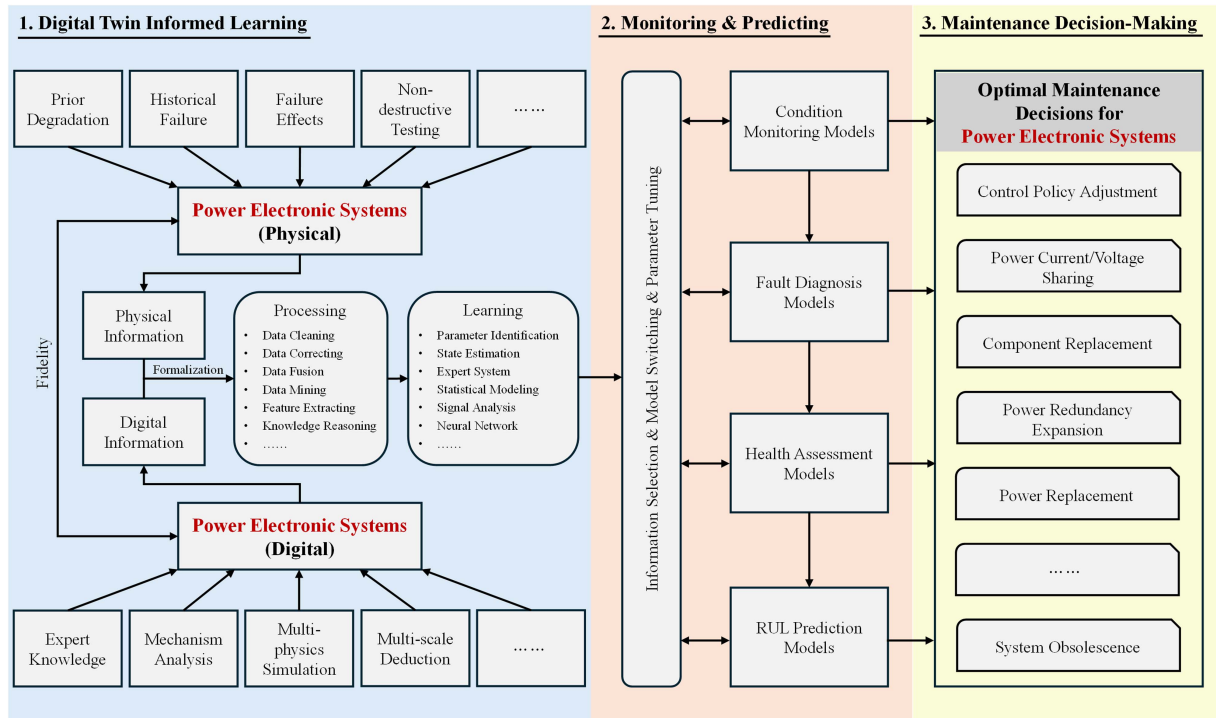 1. Digital Twin Informed Learning
2. Monitoring & Predicting
3. Maintenance Decision-Making
Prior
Degradation
Historical
Failure
Failure
Effects
Non-
destructive
Testing
……
Power Electronic Systems
(Physical)
Fidelity
Physical
Information
Formalization
Digital
Information
Processing
• Data Cleaning
• Data Correcting
• Data Fusion
• Data Mining
• Feature Extracting
• Knowledge Reasoning
• ……
Learning
• Parameter Identification
• State Estimation
• Expert System
• Statistical Modeling
• Signal Analysis
• Neural Network
• ……
Power Electronic Systems
(Digital)
Expert
Knowledge
Mechanism
Analysis
Multi-
physics
Simulation
Multi-scale
Deduction
……
Information Selection & Model Switching & Parameter Tuning
Condition
Monitoring Models
Fault Diagnosis
Models
Health Assessment
Models
RUL Prediction
Models
Optimal Maintenance
Decisions for
Power Electronic Systems
Control Policy Adjustment
Power Current/Voltage
Sharing
Component Replacement
Power Redundancy
Expansion
Power Replacement
……
System Obsolescence